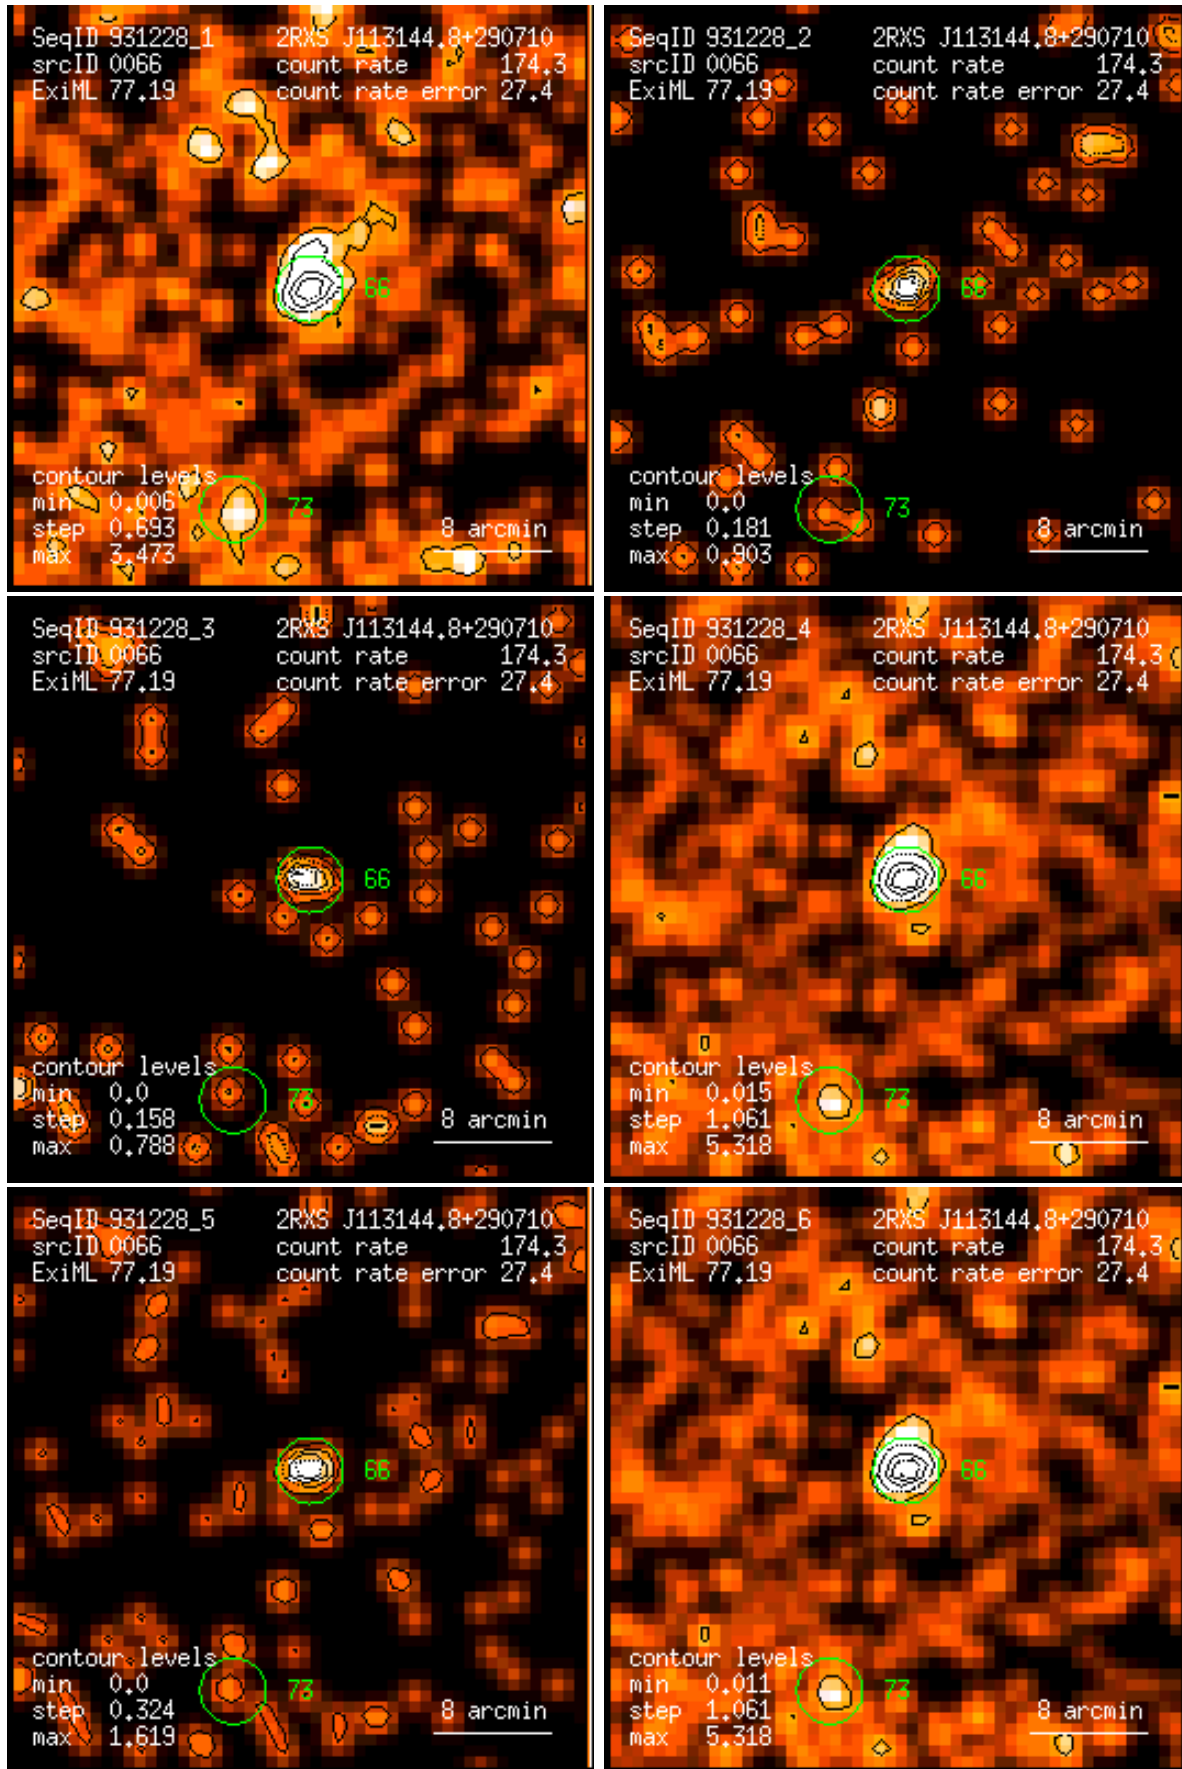 SeqID 931228_1 2RXS J113144.8+290710
srcID 0066 count rate 174.3
ExiML 77.19 count rate error 27.4
66
contour levels
min 0.006 73
step 0.693 8 arcmin
max 3.473
SeqID 931228_2 2RXS J113144.8+290710
srcID 0066 count rate 174.3
ExiML 77.19 count rate error 27.4
66
contour levels
min 0.0 73
step 0.181 8 arcmin
max 0.903
SeqID 931228_3 2RXS J113144.8+290710
srcID 0066 count rate 174.3
ExiML 77.19 count rate error 27.4
66
contour levels
min 0.0 73
step 0.158 8 arcmin
max 0.788
SeqID 931228_4 2RXS J113144.8+290710
srcID 0066 count rate 174.3
ExiML 77.19 count rate error 27.4
66
contour levels
min 0.015 73
step 1.061 8 arcmin
max 5.318
SeqID 931228_5 2RXS J113144.8+290710
srcID 0066 count rate 174.3
ExiML 77.19 count rate error 27.4
66
contour levels
min 0.0 73
step 0.324 8 arcmin
max 1.619
SeqID 931228_6 2RXS J113144.8+290710
srcID 0066 count rate 174.3
ExiML 77.19 count rate error 27.4
66
contour levels
min 0.011 73
step 1.061 8 arcmin
max 5.318